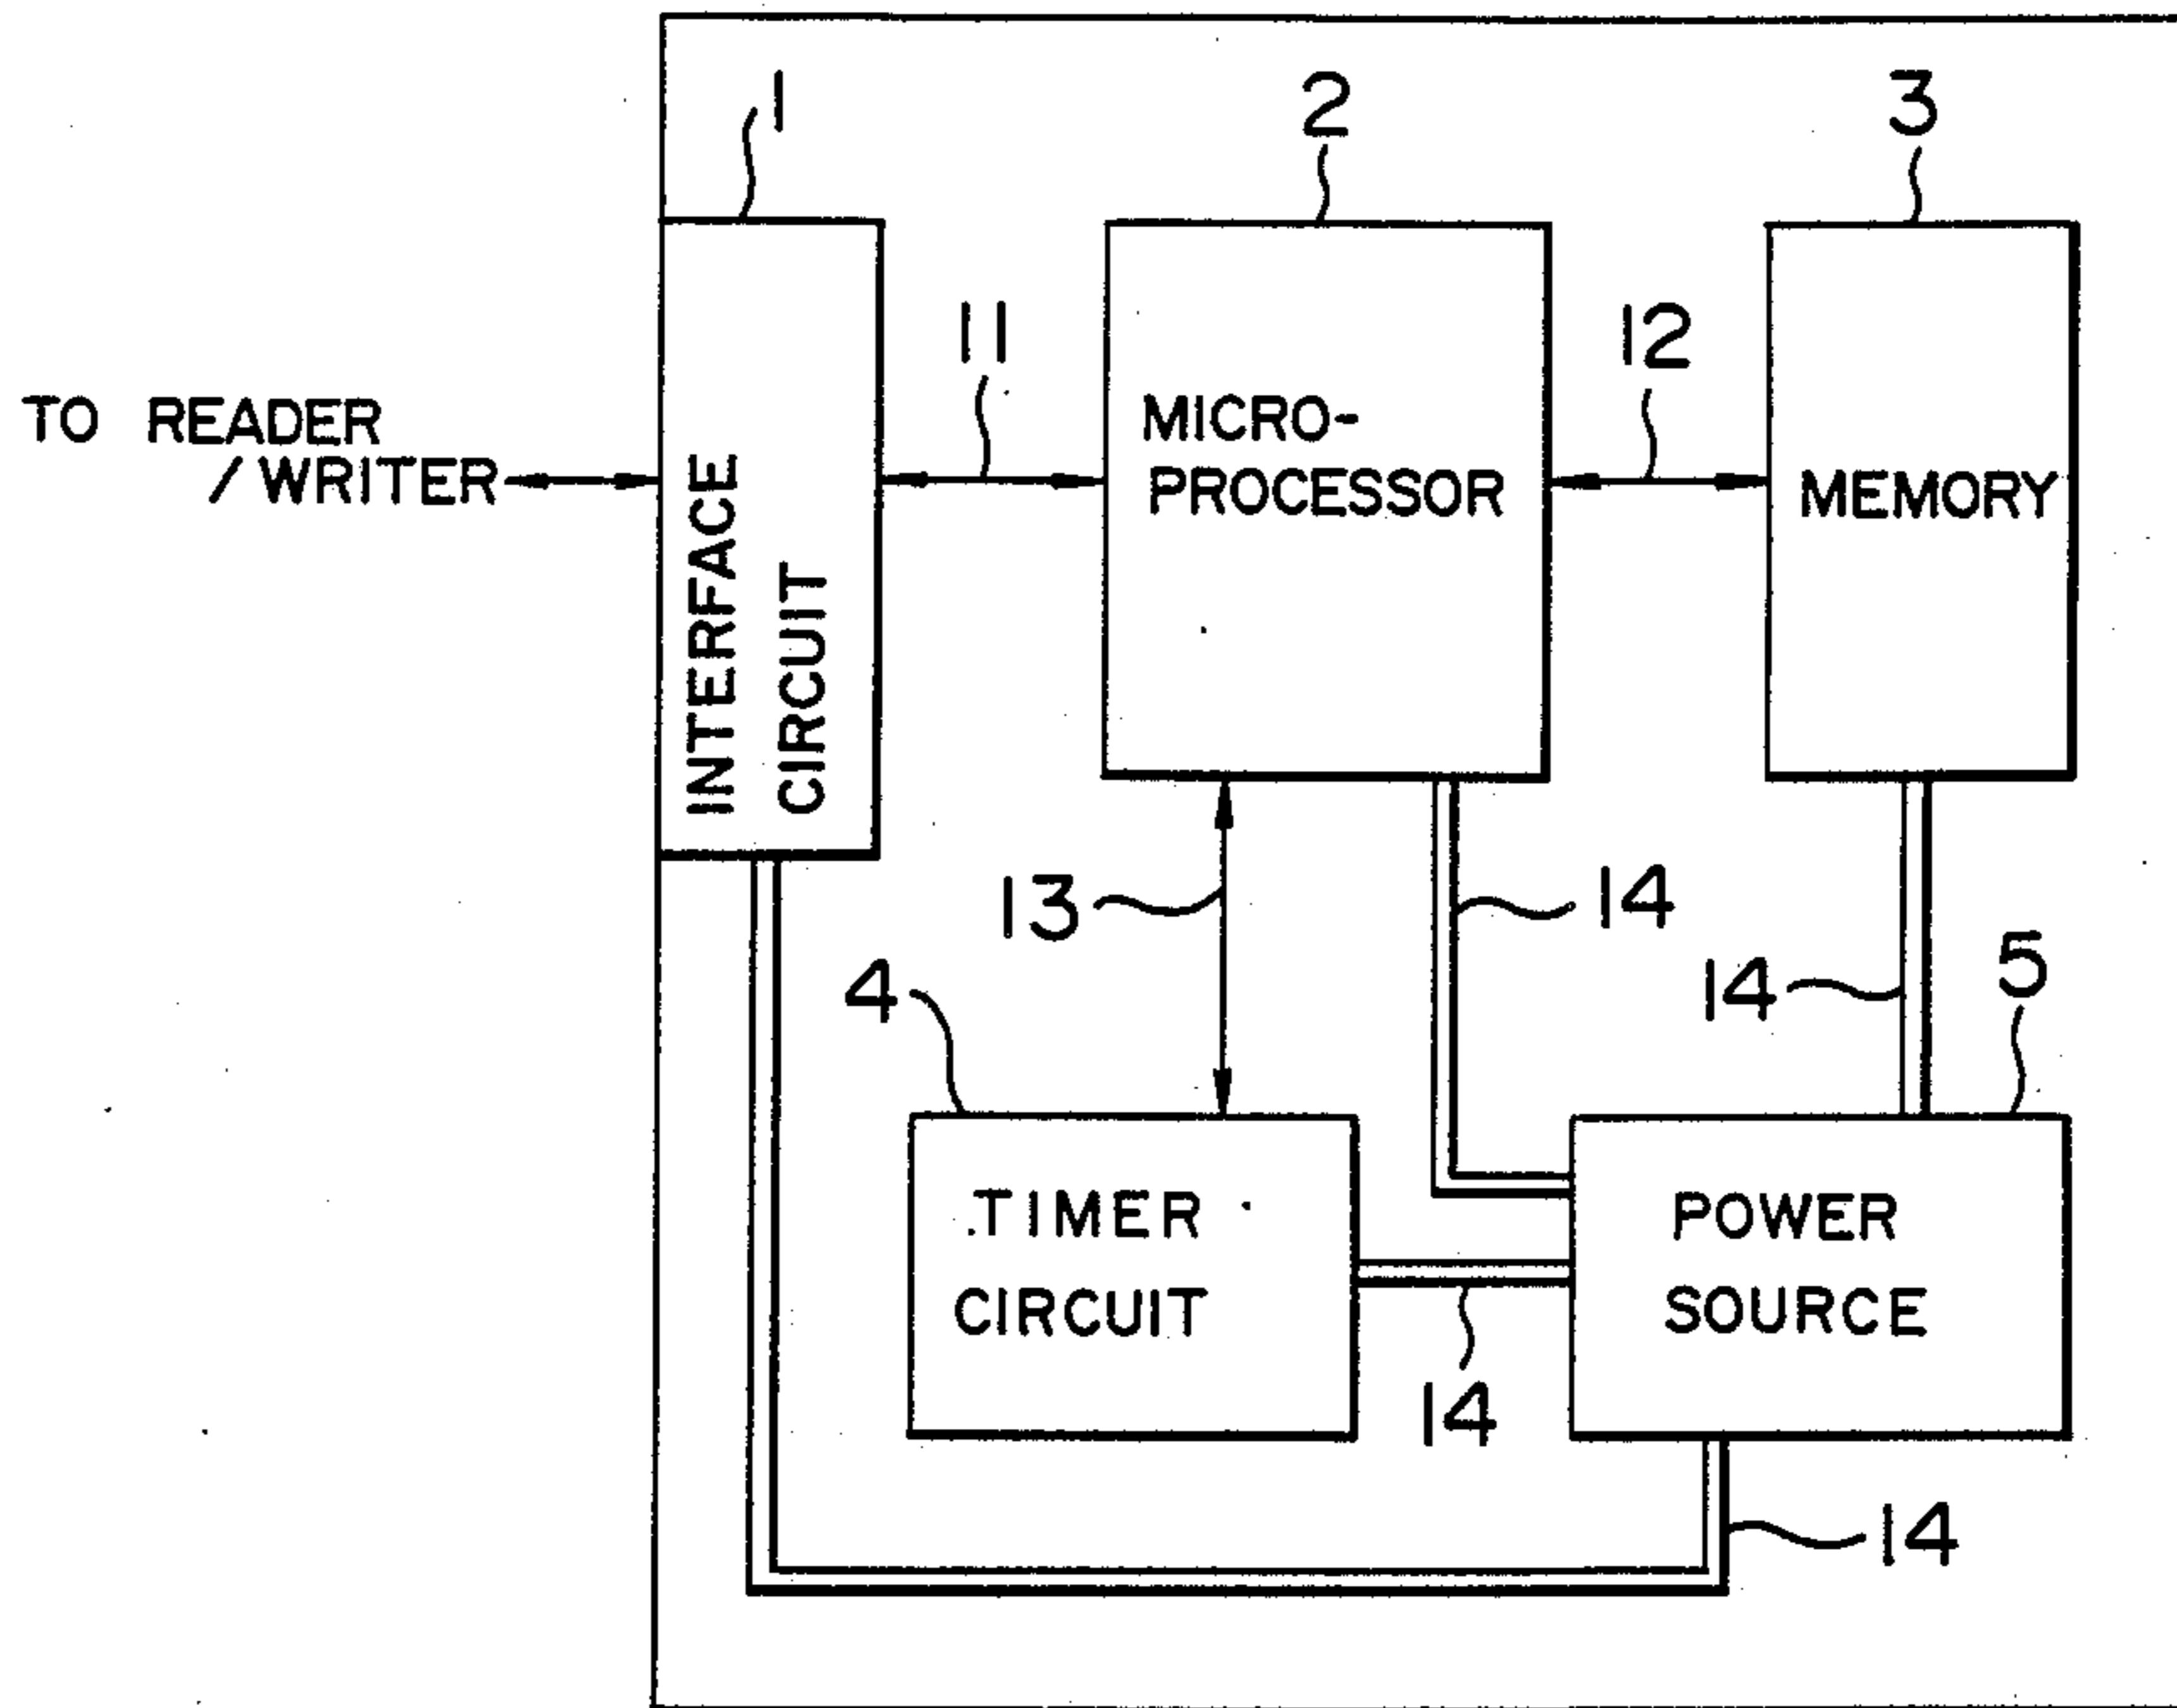 1
2
3
11
12
TO READER
/WRITER
MICRO-
PROCESSOR
MEMORY
INTERFACE
CIRCUIT
13
14
14
4
5
TIMER
CIRCUIT
POWER
SOURCE
14
14